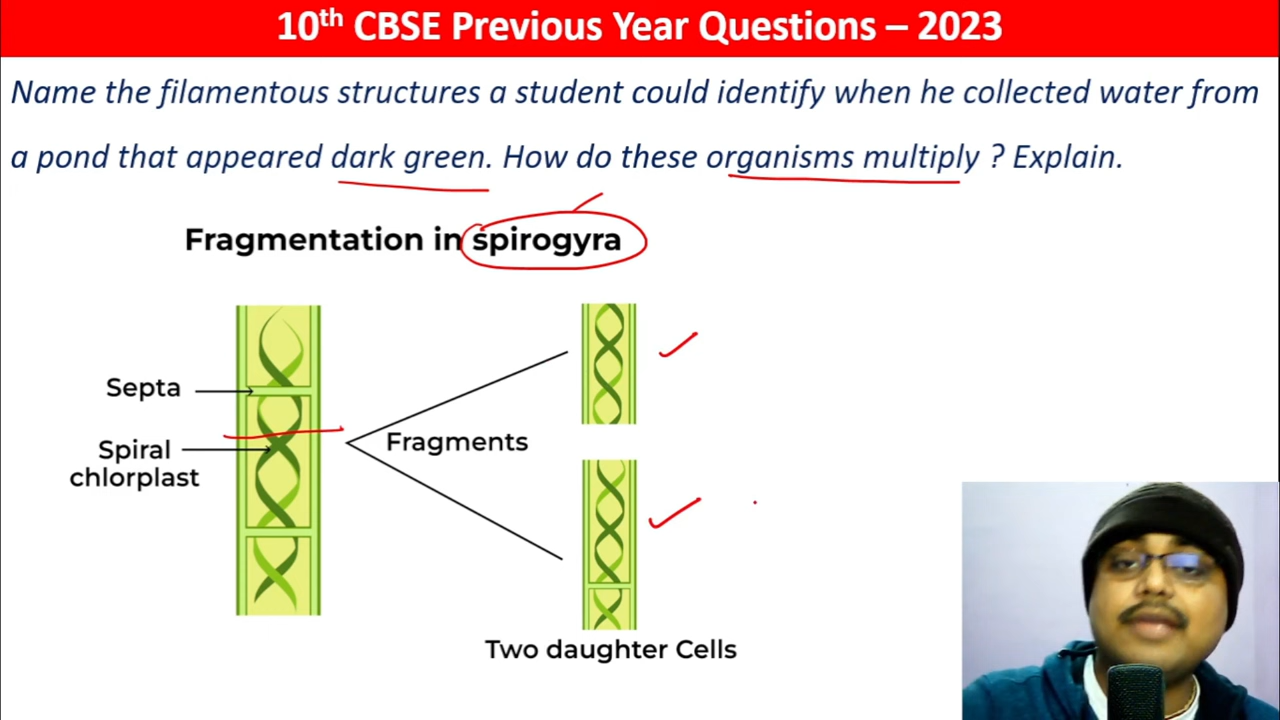 10th CBSE Previous Year Questions – 2023
Name the filamentous structures a student could identify when he collected water from
a pond that appeared dark green. How do these organisms multiply ? Explain.
Fragmentation in spirogyra
Septa
Spiral
chlorplast
Fragments
Two daughter Cells